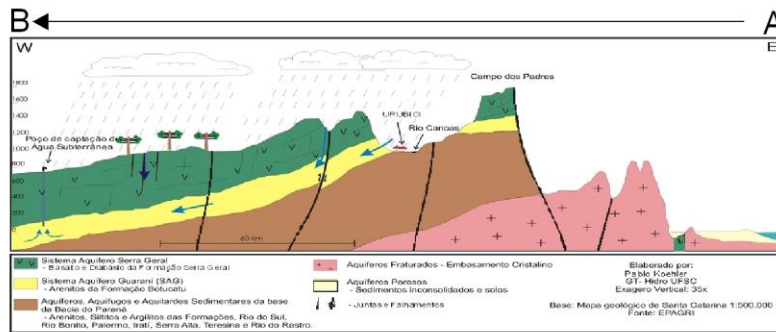 B A
W E
Campo dos Padres
1800
1600
1400
1200
1000
800
600
400
200
0
URUBICI
Rio Canoas
Poço de captação de
Água Subterrânea
60 Km
Sistema Aquífero Serra Geral
- Basalto e Diabásio da Formação Serra Geral
Sistema Aquífero Guarani (SAG)
- Arenitos da Formação Botucatu
Aquíferos, Aquífugos e Aquitardes Sedimentares da base
da Bacia do Paraná
- Arenitos, Siltitos e Argilitos das Formações, Rio do Sul,
Rio Bonito, Palermo, Irati, Serra Alta, Teresina e Rio do Rastro.
Aquíferos Fraturados - Embasamento Cristalino
Aquíferos Porosos
- Sedimentos inconsolidados e solos
- Juntas e Falhamentos
Elaborado por:
Pablo Koehler
GT- Hidro UFSC
Exagero Vertical: 35x
Base: Mapa geológico de Santa Catarina 1:500.000
Fonte: EPAGRI